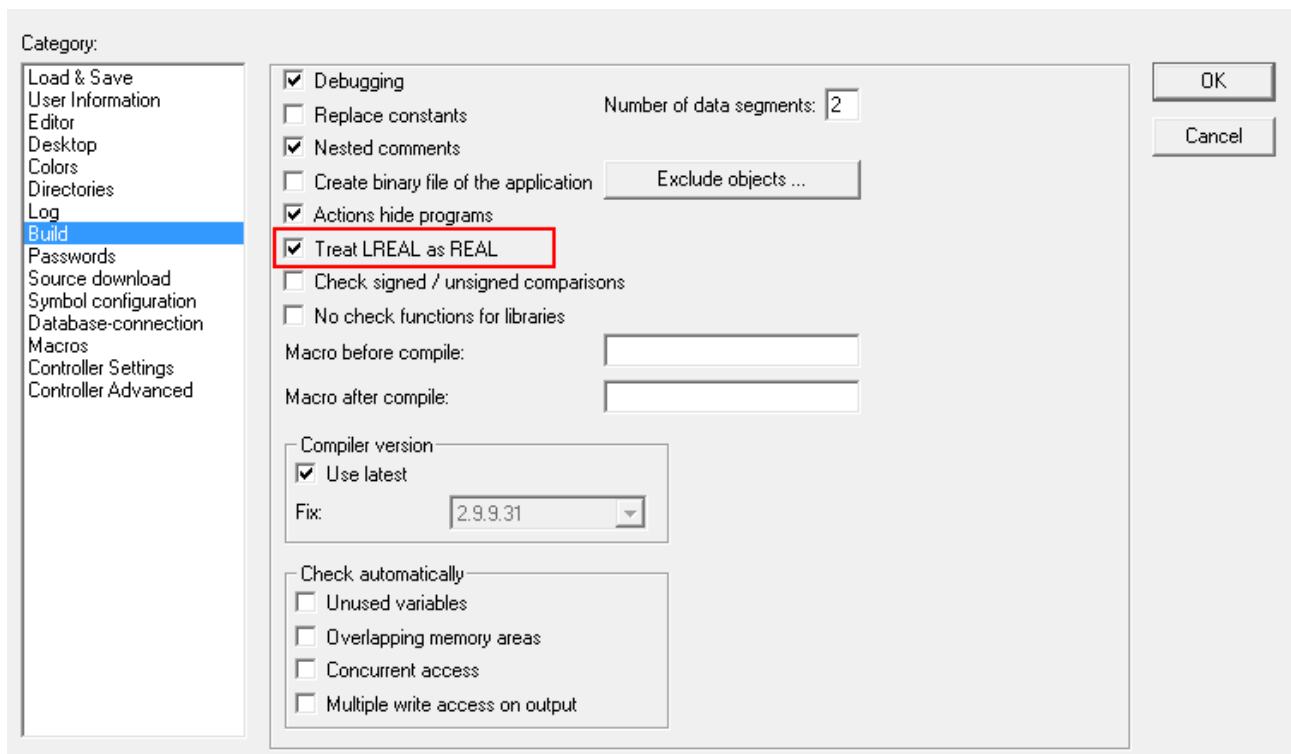 Category:
Load & Save
User Information
Editor
Desktop
Colors
Directories
Log
Build
Passwords
Source download
Symbol configuration
Database-connection
Macros
Controller Settings
Controller Advanced
Debugging
Replace constants
Number of data segments: 2
Nested comments
Create binary file of the application
Exclude objects ...
Actions hide programs
Treat LREAL as REAL
Check signed / unsigned comparisons
No check functions for libraries
Macro before compile:
Macro after compile:
Compiler version
Use latest
Fix: 2.9.9.31
Check automatically
Unused variables
Overlapping memory areas
Concurrent access
Multiple write access on output
OK
Cancel